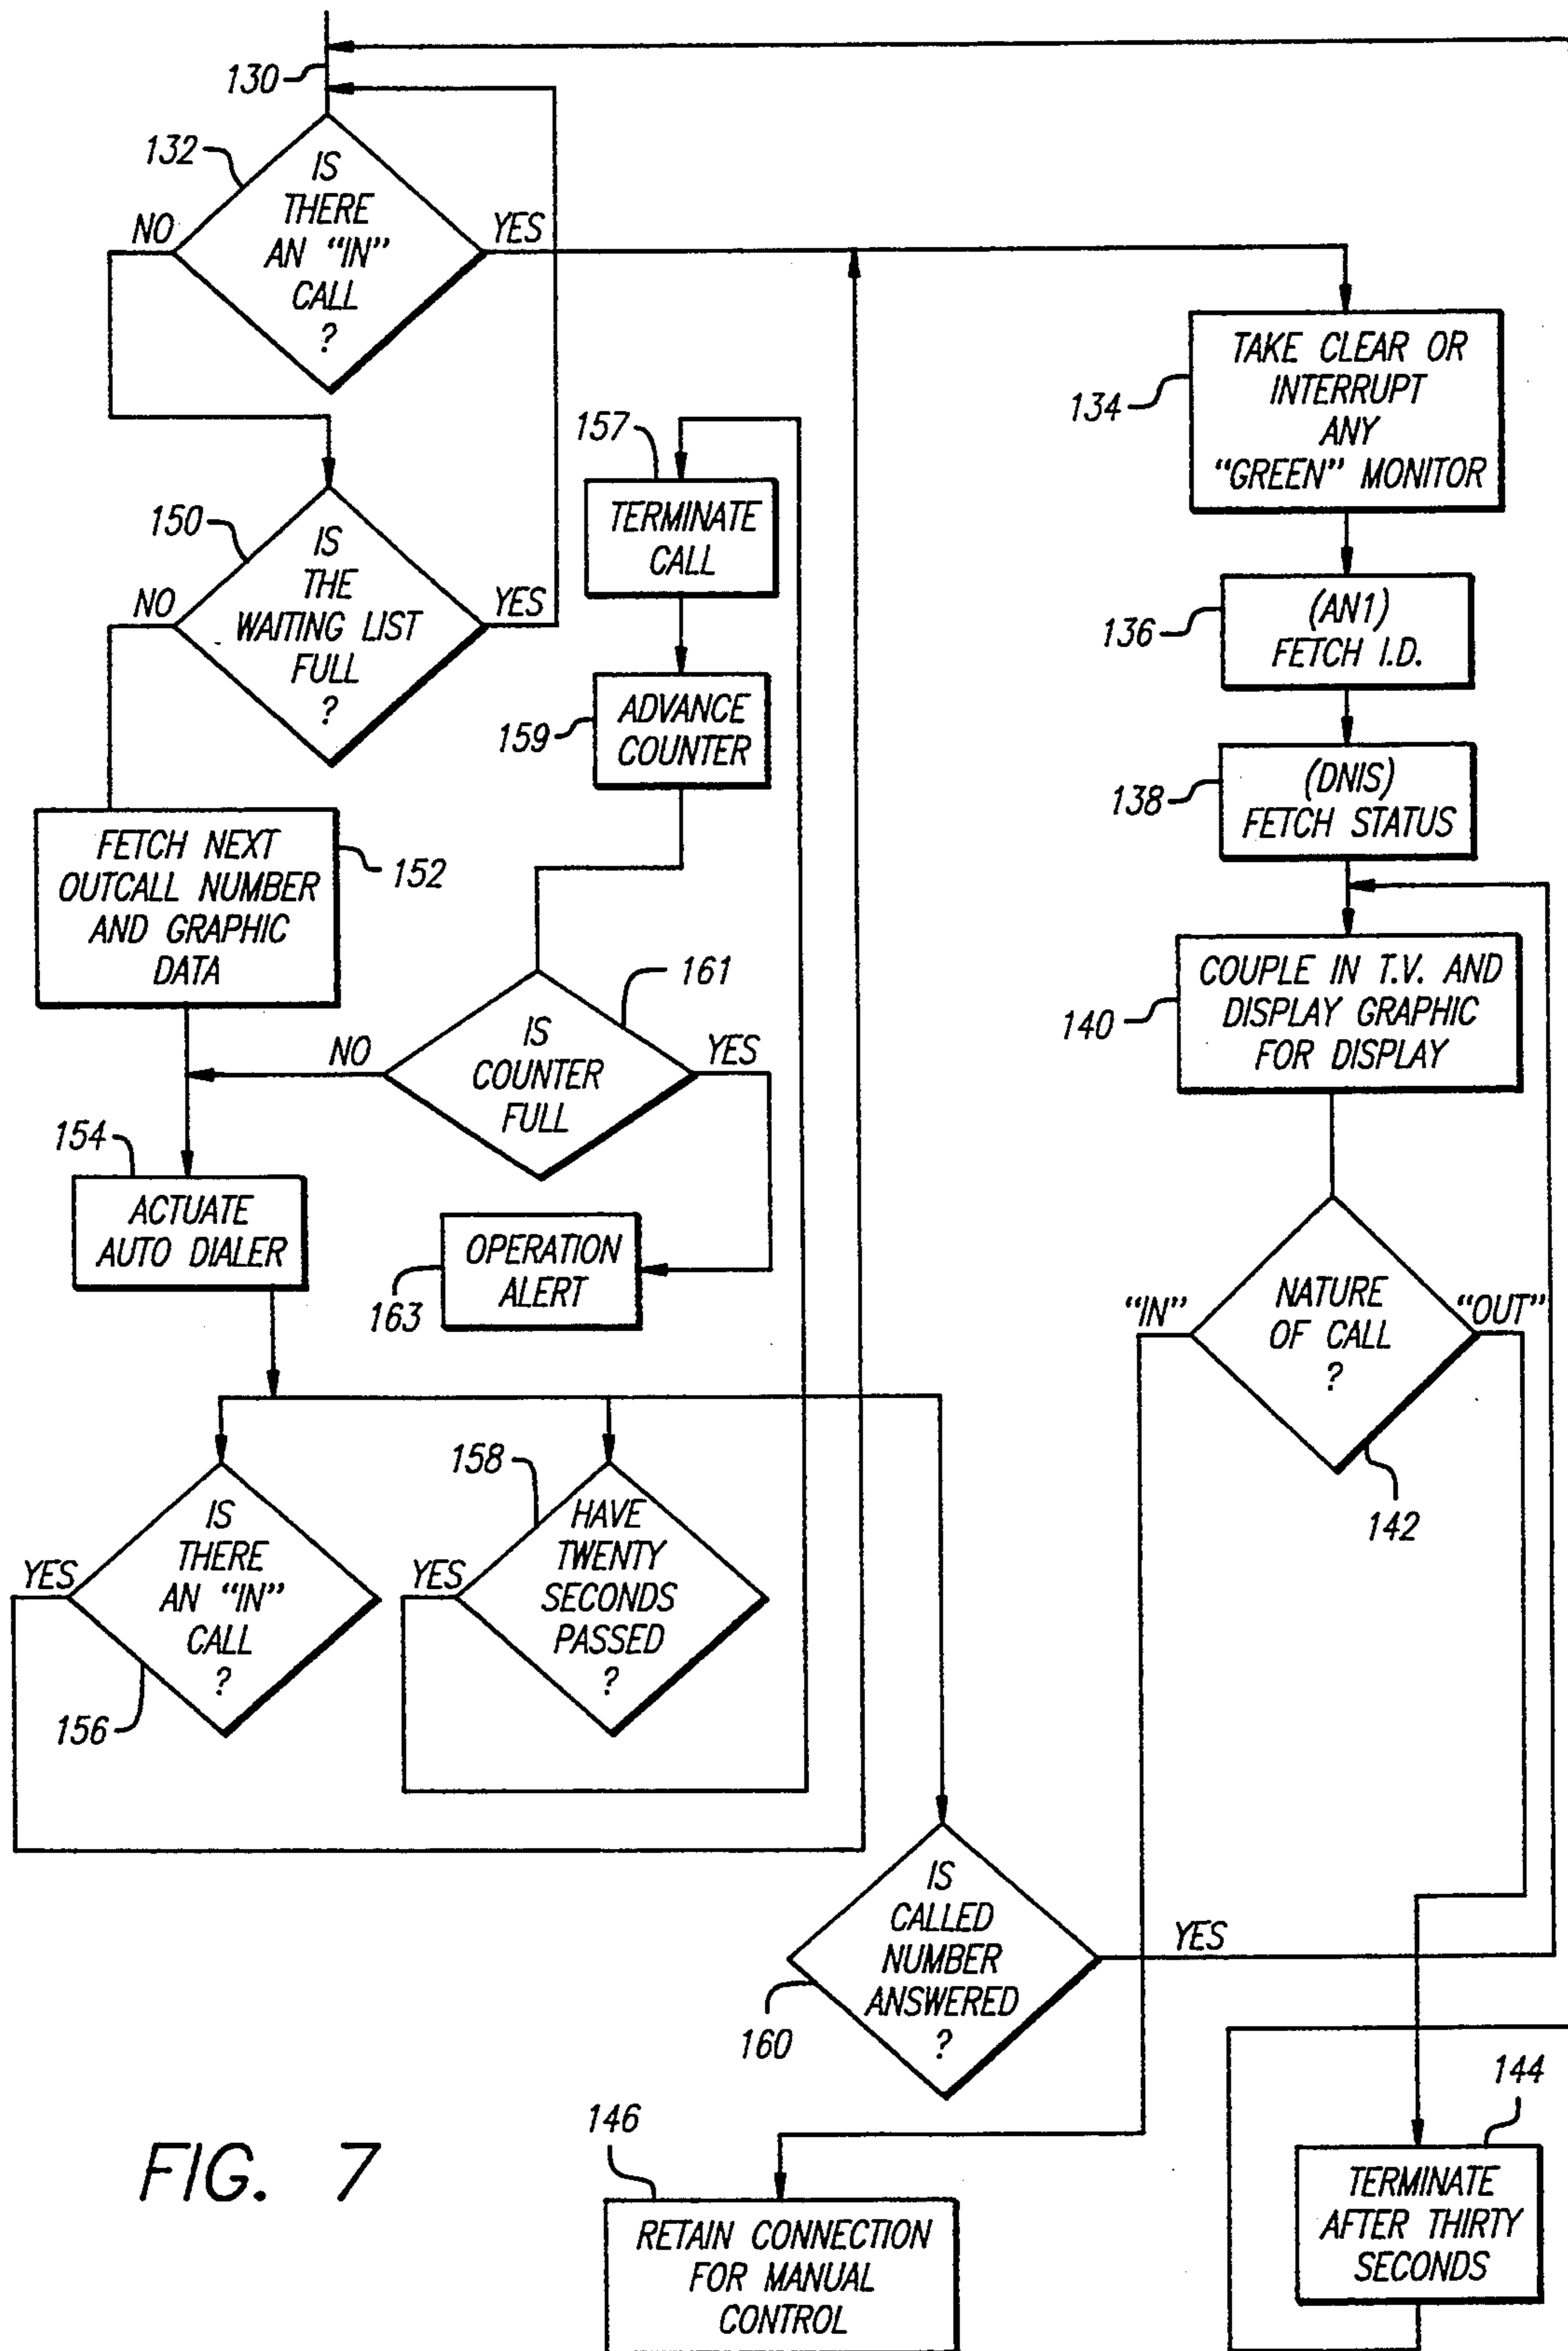 130
132
IS
THERE
AN "IN"
CALL
?
NO
YES
134
TAKE CLEAR OR
INTERRUPT
ANY
"GREEN" MONITOR
136
(AN1)
FETCH I.D.
138
(DNIS)
FETCH STATUS
140
COUPLE IN T.V. AND
DISPLAY GRAPHIC
FOR DISPLAY
"IN"
NATURE
OF CALL
?
"OUT"
142
150
IS
THE
WAITING LIST
FULL
?
NO
YES
157
TERMINATE
CALL
159
ADVANCE
COUNTER
FETCH NEXT
OUTCALL NUMBER
AND GRAPHIC
DATA
152
161
NO
IS
COUNTER
FULL
YES
154
ACTUATE
AUTO DIALER
OPERATION
ALERT
163
YES
IS
THERE
AN "IN"
CALL
?
156
158
YES
HAVE
TWENTY
SECONDS
PASSED
?
IS
CALLED
NUMBER
ANSWERED
?
YES
160
144
TERMINATE
AFTER THIRTY
SECONDS
146
RETAIN CONNECTION
FOR MANUAL
CONTROL
FIG. 7